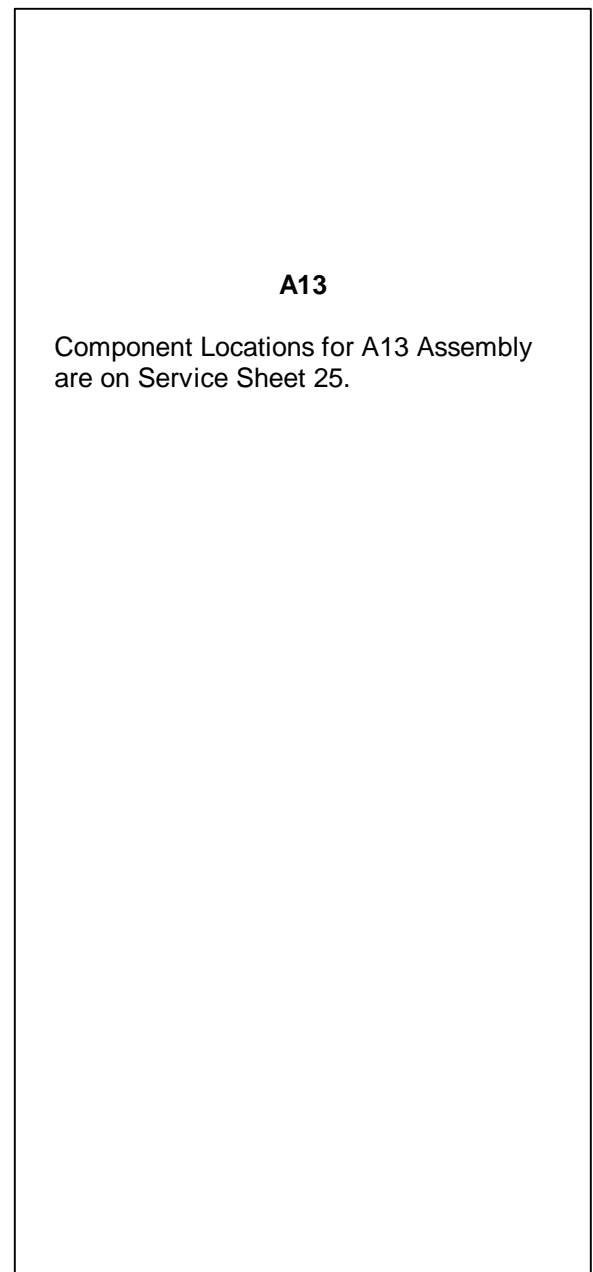 A13
Component Locations for A13 Assembly
are on Service Sheet 25.